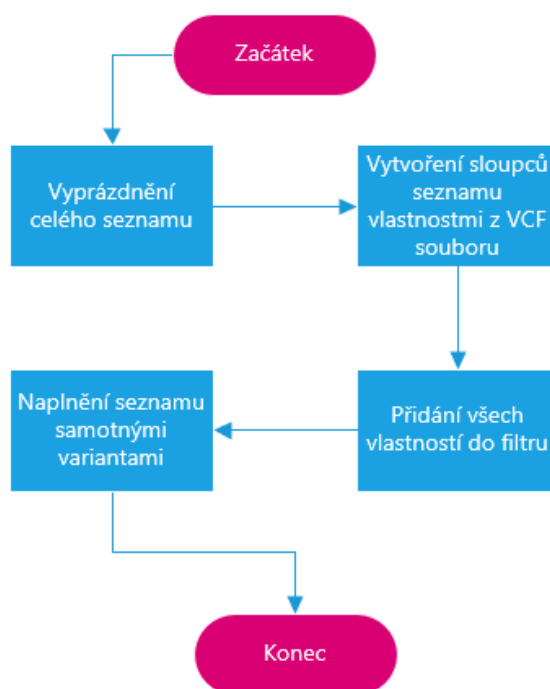 Začátek
Vyprázdnění
celého seznamu
Vytvoření sloupců
seznamu
vlastnostmi z VCF
souboru
Přidání všech
vlastností do filtru
Naplnění seznamu
samotnými
variantami
Konec